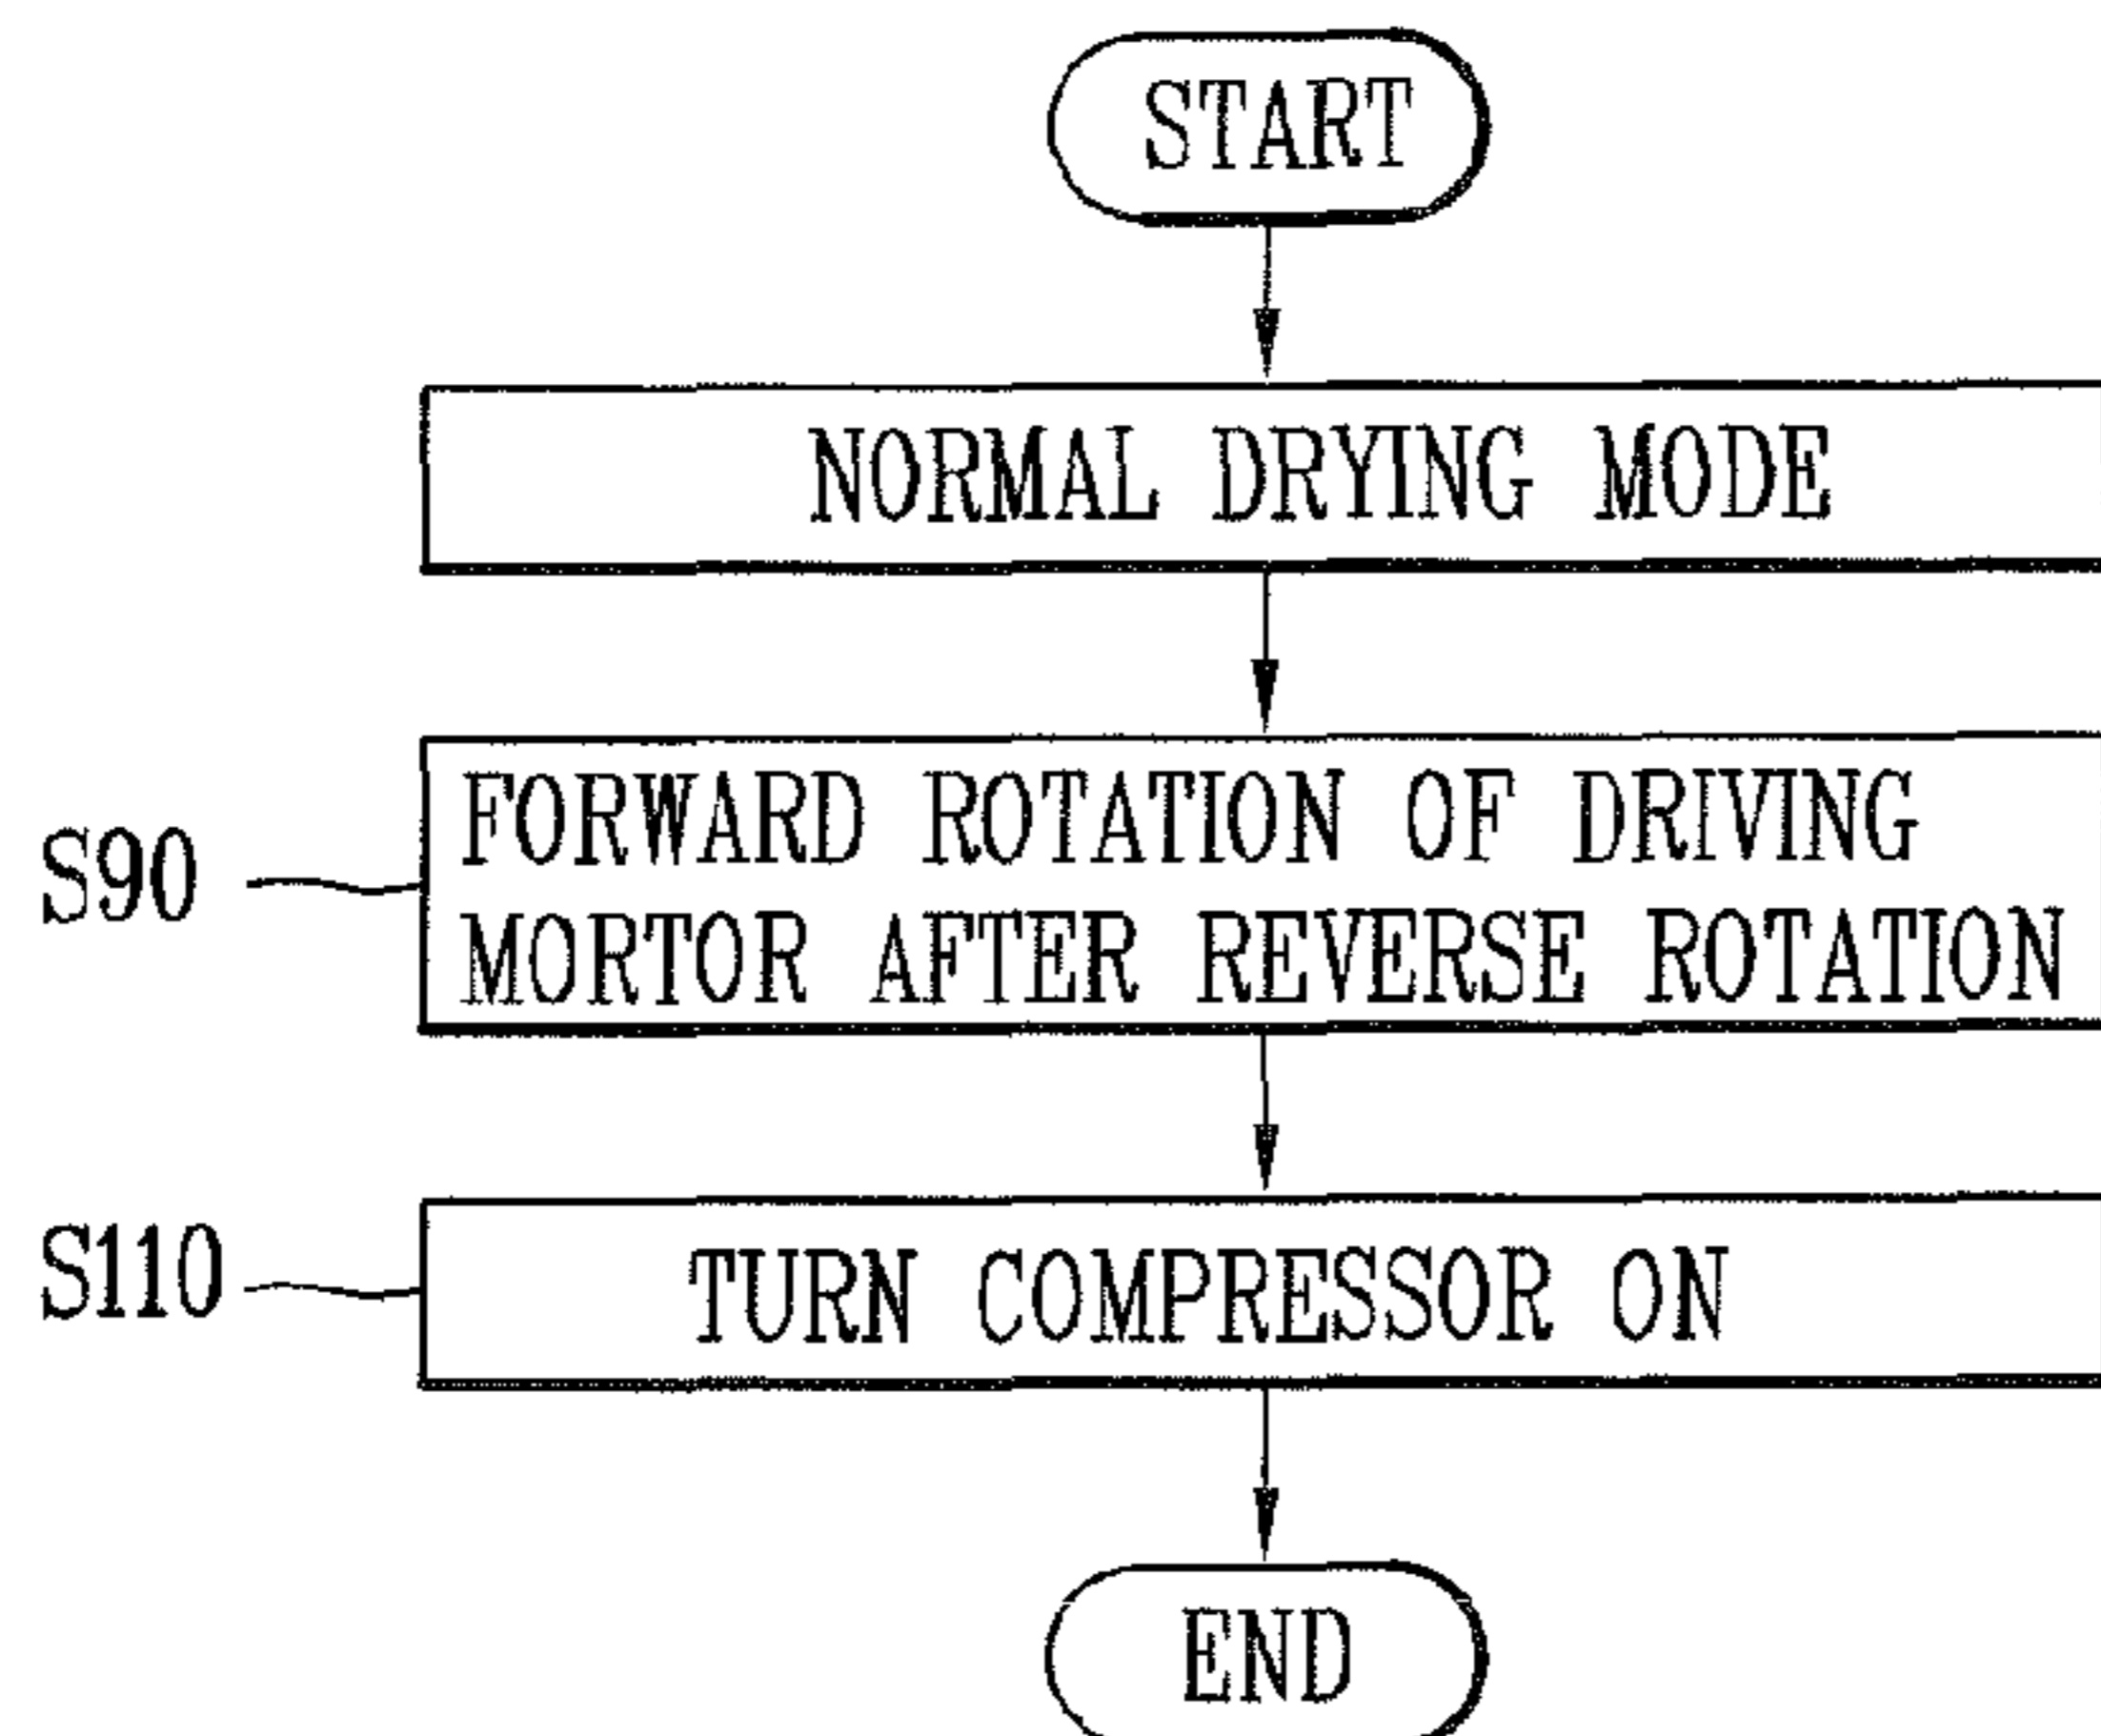 START
NORMAL DRYING MODE
S90
FORWARD ROTATION OF DRIVING
MORTOR AFTER REVERSE ROTATION
S110
TURN COMPRESSOR ON
END